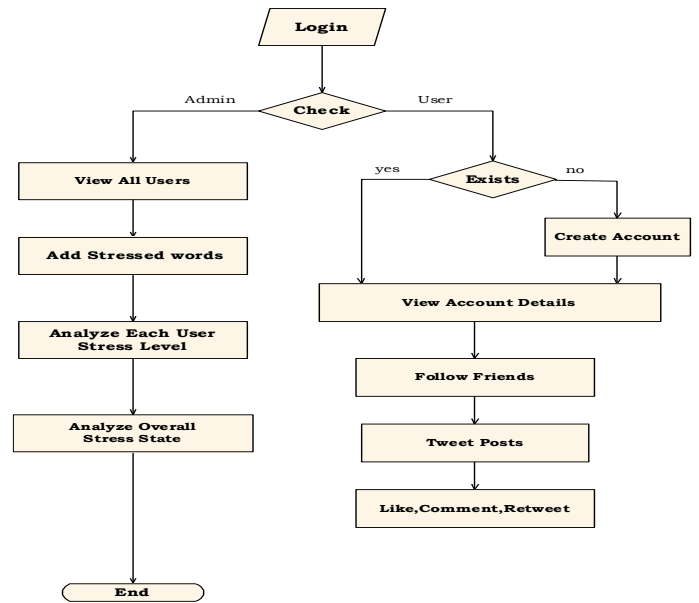 Login
Admin
Check
User
View All Users
yes
Exists
no
Add Stressed words
Create Account
View Account Details
Analyze Each User
Stress Level
Follow Friends
Analyze Overall
Stress State
Tweet Posts
Like,Comment,Retweet
End